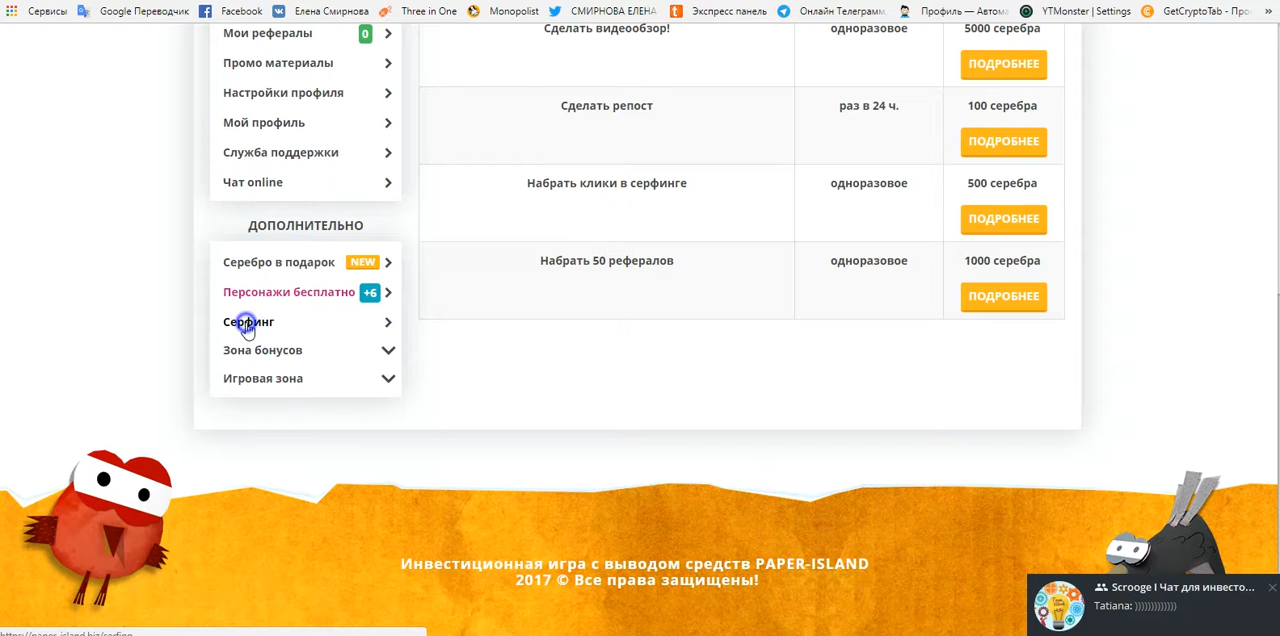 Сервисы Google Переводчик Facebook Елена Смирнова Three in One Monopolist СМИРНОВА ЕЛЕНА Экспресс панель Онлайн Телеграмм Профиль — Автома YTMonster | Settings GetCryptoTab - Про »
Мои рефералы 0
Промо материалы
Настройки профиля
Мой профиль
Служба поддержки
Чат online
ДОПОЛНИТЕЛЬНО
Серебро в подарок NEW
Персонажи бесплатно +6
Серфинг
Зона бонусов
Игровая зона
Сделать видеообзор! одноразовое 5000 серебра
ПОДРОБНЕЕ
Сделать репост раз в 24 ч. 100 серебра
ПОДРОБНЕЕ
Набрать клики в серфинге одноразовое 500 серебра
ПОДРОБНЕЕ
Набрать 50 рефералов одноразовое 1000 серебра
ПОДРОБНЕЕ
Инвестиционная игра с выводом средств PAPER-ISLAND
2017 © Все права защищены!
Scrooge l Чат для инвесто...
Tatiana: )))))))))))))